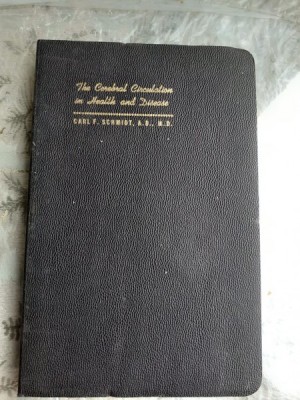 The Cerebral Circulation
in Health and Disease
CARL F. SCHMIDT, A.B., M.D.